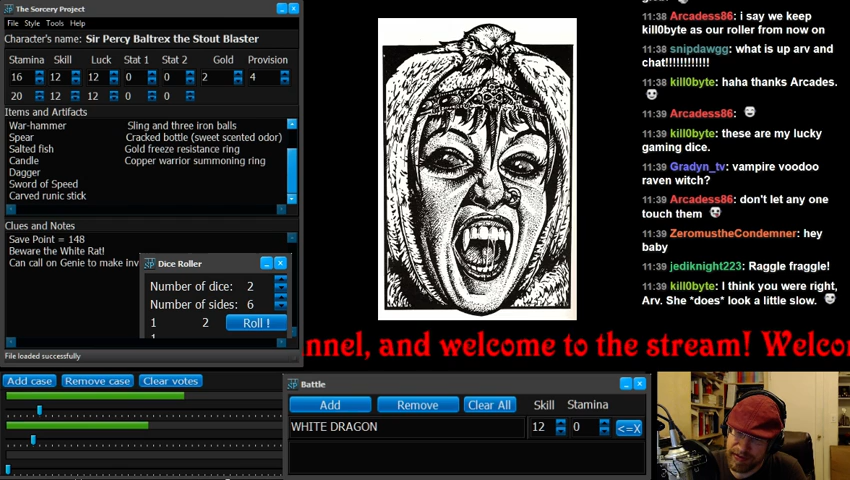 The Sorcery Project
File Style Tools Help
Character's name: Sir Percy Baltrex the Stout Blaster
Stamina Skill Luck Stat 1 Stat 2 Gold Provision
16 12 12 0 0 2 4
20 12 12 0 0
Items and Artifacts
War-hammer Sling and three iron balls
Spear Cracked bottle (sweet scented odor)
Salted fish Gold freeze resistance ring
Candle Copper warrior summoning ring
Dagger
Sword of Speed
Carved runic stick
Clues and Notes
Save Point = 148
Beware the White Rat!
Can call on Genie to make inv
Dice Roller
Number of dice: 2
Number of sides: 6
1 2 Roll !
File loaded successfully
Add case Remove case Clear votes
Battle
Add Remove Clear All Skill Stamina
WHITE DRAGON 12 0 <=X
nnel, and welcome to the stream! Welco
11:38 Arcadess86: i say we keep
kill0byte as our roller from now on
11:38 snipdawgg: what is up arv and
chat!!!!!!!!!!!!
11:38 kill0byte: haha thanks Arcades.
11:39 Arcadess86:
11:39 kill0byte: these are my lucky
gaming dice.
11:39 Gradyn_tv: vampire voodoo
raven witch?
11:39 Arcadess86: don't let any one
touch them
11:39 ZeromustheCondemner: hey
baby
11:39 jediknight223: Raggle fraggle!
11:39 kill0byte: I think you were right,
Arv. She *does* look a little slow.